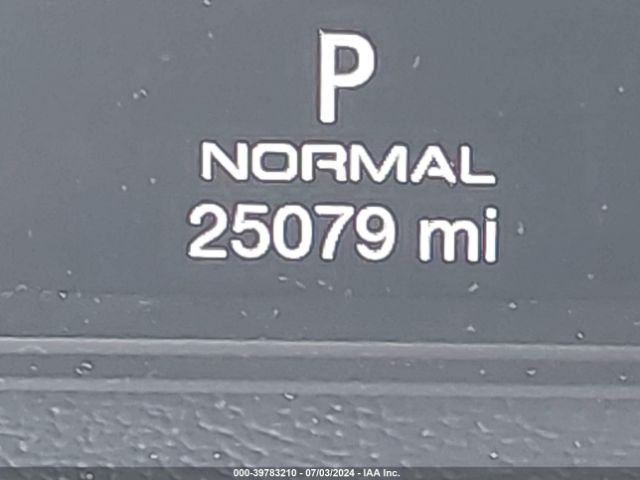 P
NORMAL
25079 mi
000-39783210 - 07/03/2024 - IAA Inc.